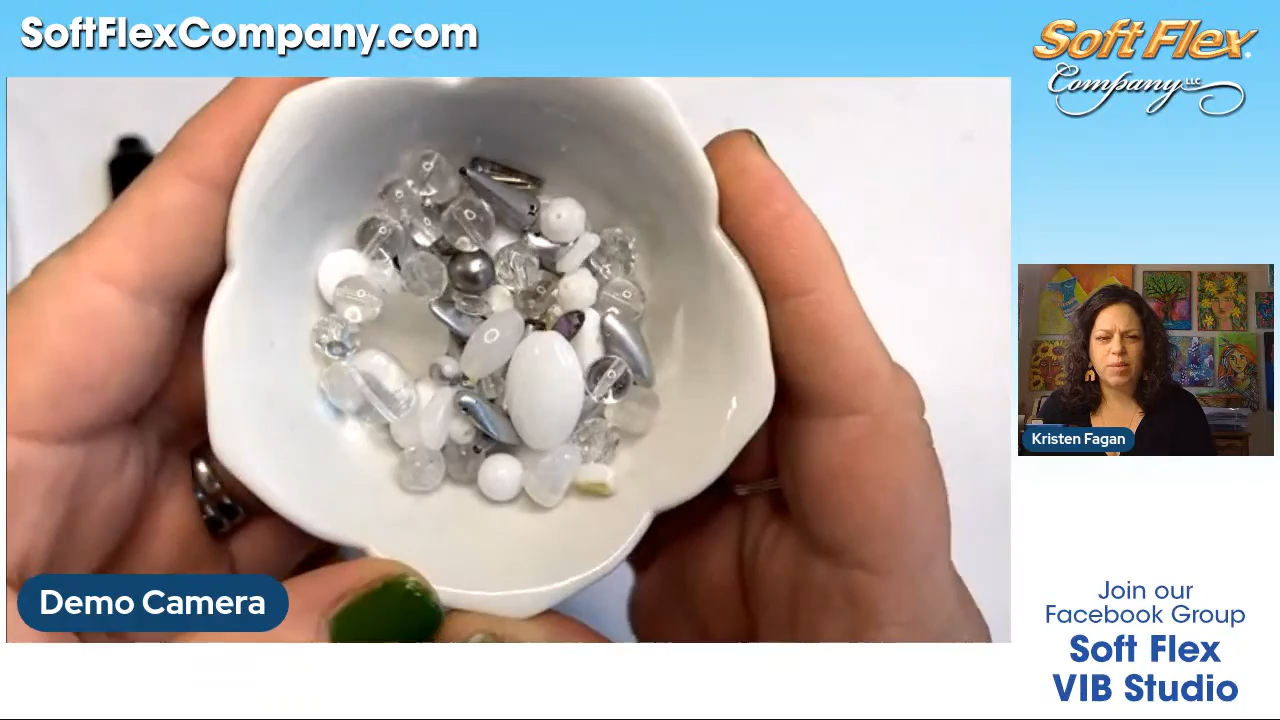 SoftFlexCompany.com
Soft Flex
Company LLC
Kristen Fagan
Demo Camera
Join our
Facebook Group
Soft Flex
VIB Studio